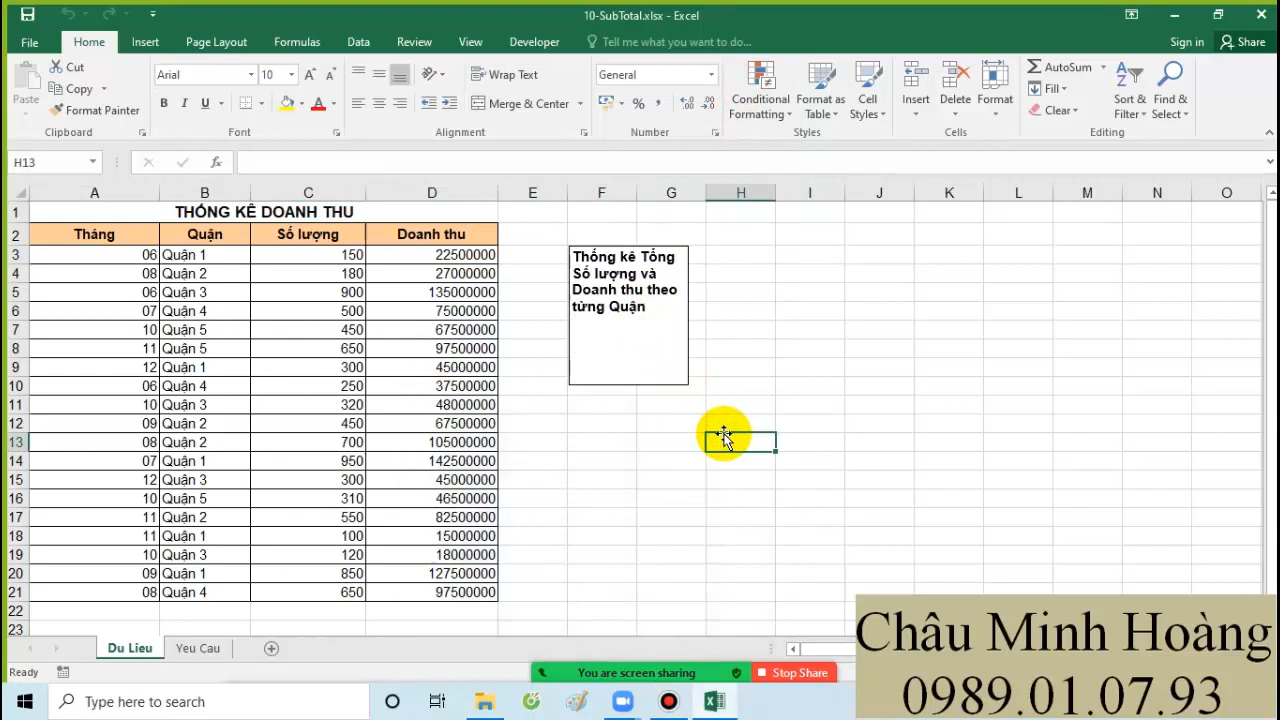 10-SubTotal.xlsx - Excel
File Home Insert Page Layout Formulas Data Review View Developer Tell me what you want to do... Sign in Share
Paste Cut Copy Format Painter
Clipboard
Arial 10 A A
B I U A
Font
Wrap Text
Merge & Center
Alignment
General
% ,
Number
Conditional Formatting Format as Table Cell Styles
Styles
Insert Delete Format
Cells
AutoSum Fill Clear Sort & Filter Find & Select
Editing
H13 fx
A B C D E F G H I J K L M N O
1 THỐNG KÊ DOANH THU
2 Tháng Quận Số lượng Doanh thu
3 06 Quận 1 150 22500000
4 08 Quận 2 180 27000000
5 06 Quận 3 900 135000000
6 07 Quận 4 500 75000000
7 10 Quận 5 450 67500000
8 11 Quận 5 650 97500000
9 12 Quận 1 300 45000000
10 06 Quận 4 250 37500000
11 10 Quận 3 320 48000000
12 09 Quận 2 450 67500000
13 08 Quận 2 700 105000000
14 07 Quận 1 950 142500000
15 12 Quận 3 300 45000000
16 10 Quận 5 310 46500000
17 11 Quận 2 550 82500000
18 11 Quận 1 100 15000000
19 10 Quận 3 120 18000000
20 09 Quận 1 850 127500000
21 08 Quận 4 650 97500000
22
23
Thống kê Tổng
Số lượng và
Doanh thu theo
từng Quận
Du Lieu Yeu Cau
Ready
You are screen sharing Stop Share
Type here to search
Châu Minh Hoàng
0989.01.07.93